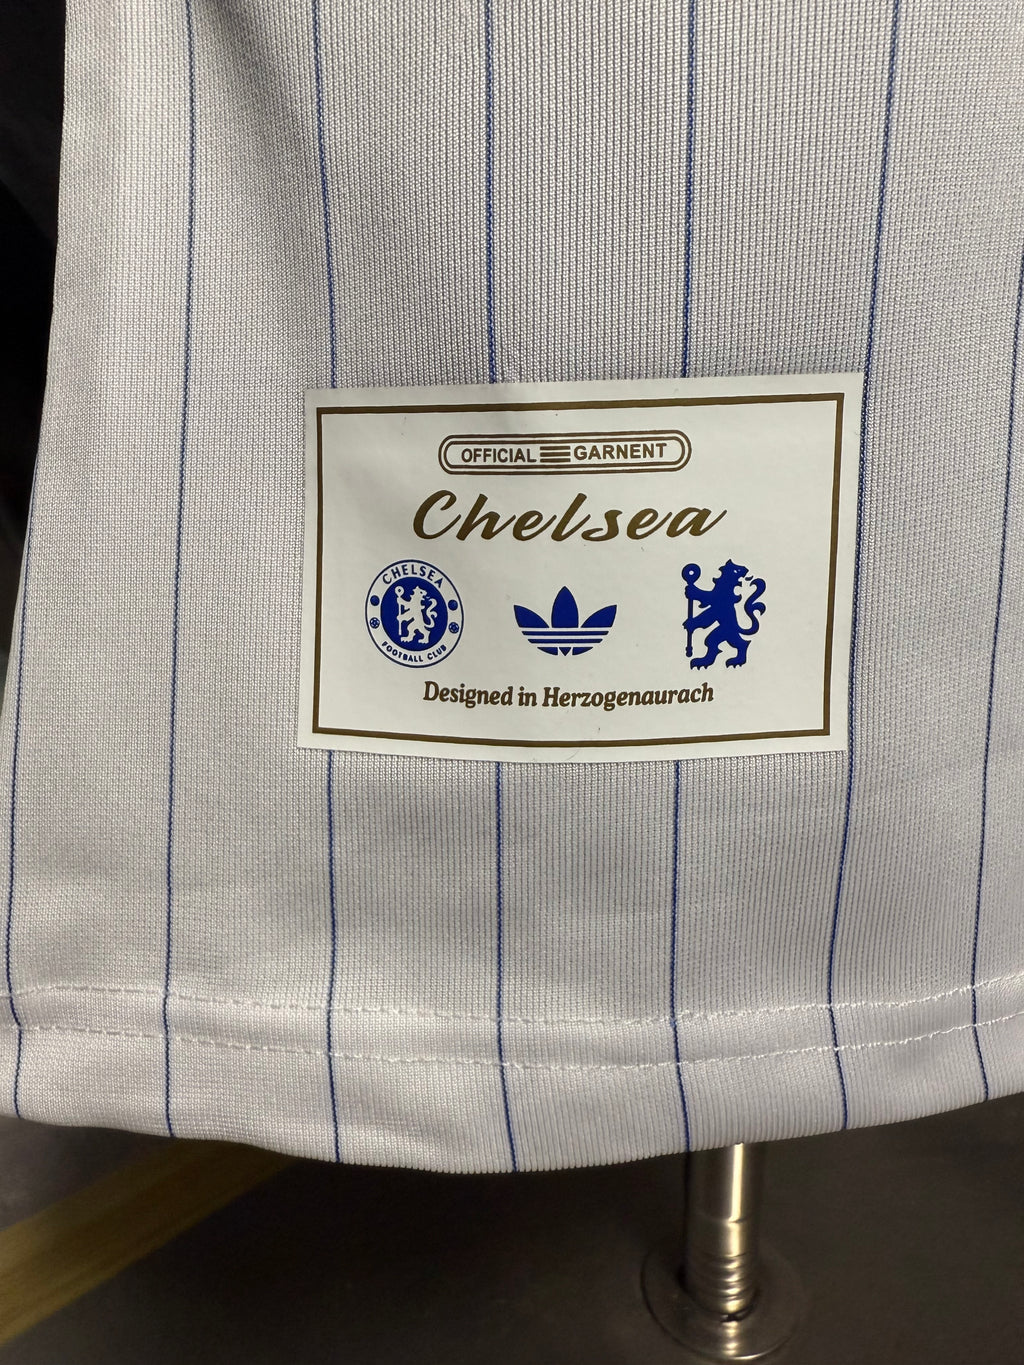 OFFICIAL GARNENT
Chelsea
CHELSEA
FOOTBALL CLUB
Designed in Herzogenaurach